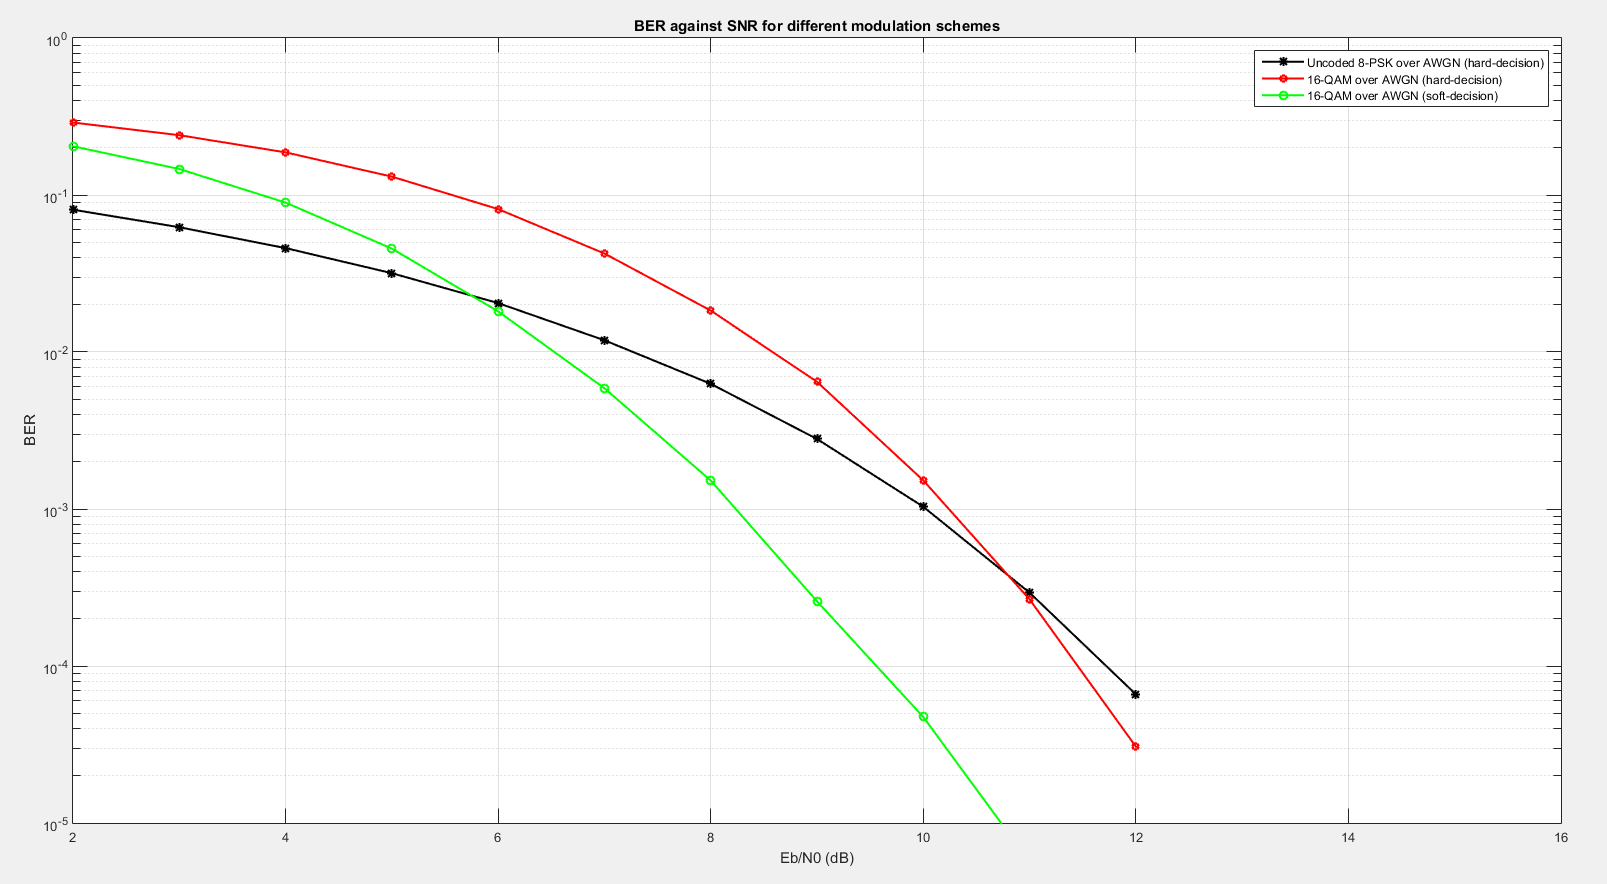 BER against SNR for different modulation schemes
Uncoded 8-PSK over AWGN (hard-decision)
16-QAM over AWGN (hard-decision)
16-QAM over AWGN (soft-decision)
BER
10^0
10^-1
10^-2
10^-3
10^-4
10^-5
2 4 6 8 10 12 14 16
Eb/N0 (dB)